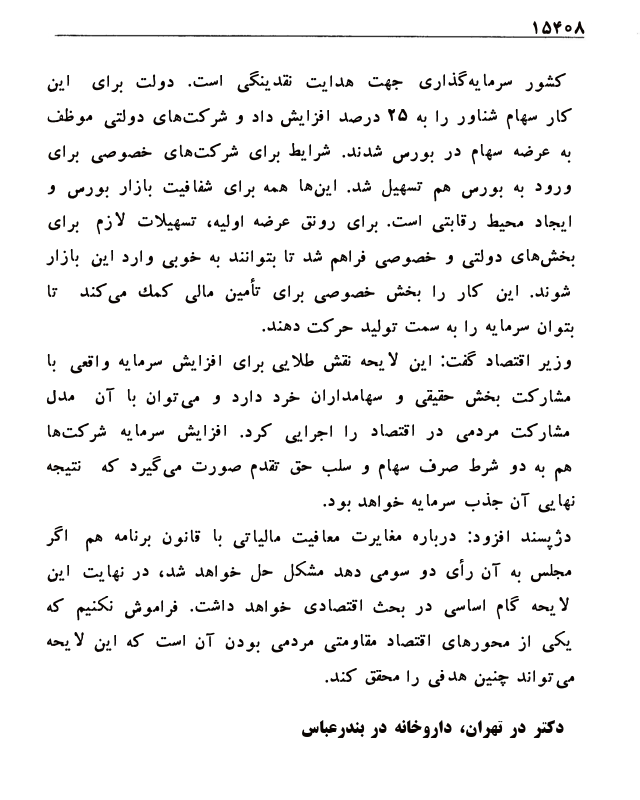 ۱۵۴۰۸
کشور سرمایه‌گذاری جهت هدایت نقدینگی است. دولت برای این
کار سهام شناور را به ۲۵ درصد افزایش داد و شرکت‌های دولتی موظف
به عرضه سهام در بورس شدند. شرایط برای شرکت‌های خصوصی برای
ورود به بورس هم تسهیل شد. این‌ها همه برای شفافیت بازار بورس و
ایجاد محیط رقابتی است. برای رونق عرضه اولیه، تسهیلات لازم برای
بخش‌های دولتی و خصوصی فراهم شد تا بتوانند به خوبی وارد این بازار
شوند. این کار را بخش خصوصی برای تأمین مالی کمك می‌کند تا
بتوان سرمایه را به سمت تولید حرکت دهند.
وزیر اقتصاد گفت: این لایحه نقش طلایی برای افزایش سرمایه واقعی با
مشارکت بخش حقیقی و سهامداران خرد دارد و می‌توان با آن مدل
مشارکت مردمی در اقتصاد را اجرایی کرد. افزایش سرمایه شرکت‌ها
هم به دو شرط صرف سهام و سلب حق تقدم صورت می‌گیرد که نتیجه
نهایی آن جذب سرمایه خواهد بود.
دژپسند افزود: درباره مغایرت معافیت مالیاتی با قانون برنامه هم اگر
مجلس به آن رأی دو سومی دهد مشکل حل خواهد شد، در نهایت این
لایحه گام اساسی در بحث اقتصادی خواهد داشت. فراموش نکنیم که
یکی از محورهای اقتصاد مقاومتی مردمی بودن آن است که این لایحه
می‌تواند چنین هدفی را محقق کند.
دکتر در تهران، داروخانه در بندرعباس